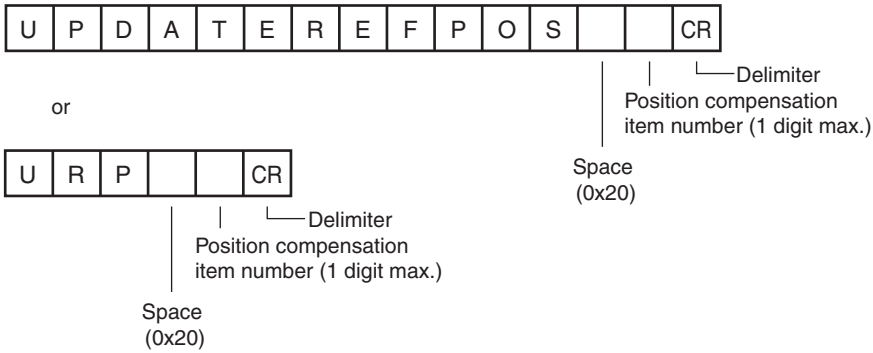 U P D A T E R E F P O S CR
Delimiter
Position compensation
item number (1 digit max.)
Space
(0x20)
or
U R P CR
Delimiter
Position compensation
item number (1 digit max.)
Space
(0x20)